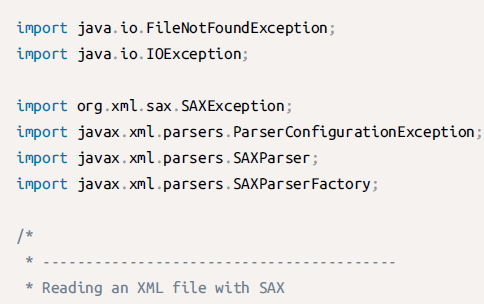 import java.io.FileNotFoundException;
import java.io.IOException;
import org.xml.sax.SAXException;
import javax.xml.parsers.ParserConfigurationException;
import javax.xml.parsers.SAXParser;
import javax.xml.parsers.SAXParserFactory;
/*
 * -----------------------------------------
 * Reading an XML file with SAX